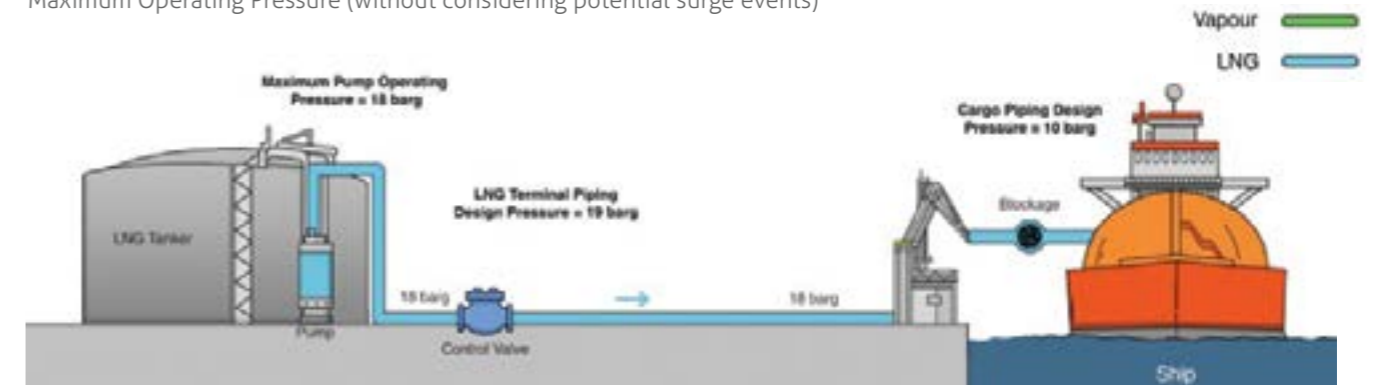 Maximum Operating Pressure (without considering potential surge events)
Vapour
LNG
Maximum Pump Operating
Pressure = 18 barg
Cargo Piping Design
Pressure = 10 barg
LNG Terminal Piping
Design Pressure = 19 barg
Blockage
LNG Tanker
18 barg
18 barg
Pump
Control Valve
Ship